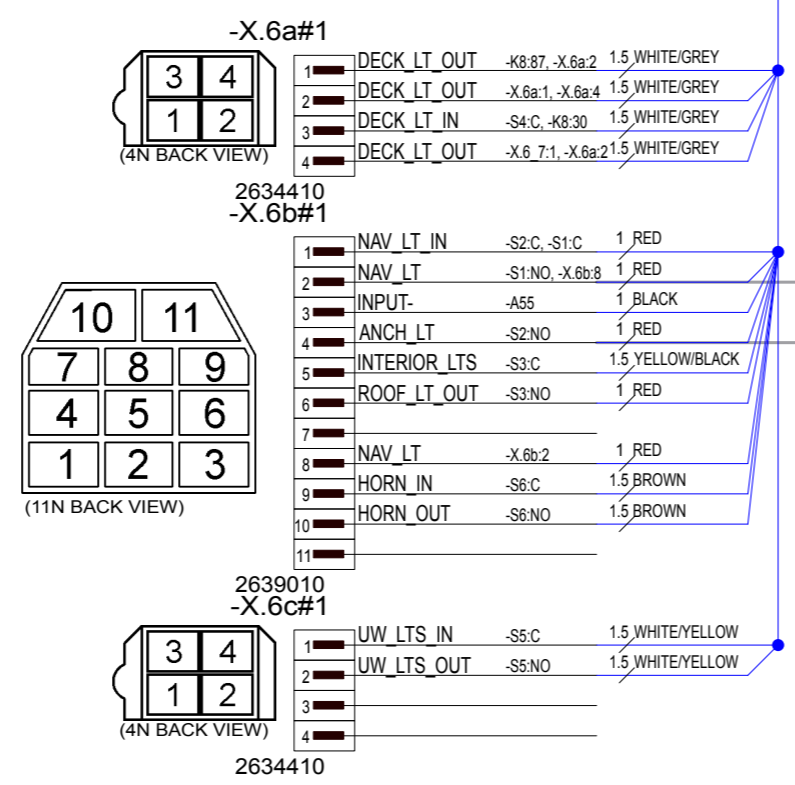 -X.6a#1
3 4
1 2
(4N BACK VIEW)
1 DECK_LT_OUT -K8:87, -X.6a:2 1.5 WHITE/GREY
2 DECK_LT_OUT -X.6a:1, -X.6a:4 1.5 WHITE/GREY
3 DECK_LT_IN -S4:C, -K8:30 1.5 WHITE/GREY
4 DECK_LT_OUT -X.6_7:1, -X.6a:2 1.5 WHITE/GREY
2634410
-X.6b#1
10 11
7 8 9
4 5 6
1 2 3
(11N BACK VIEW)
1 NAV_LT_IN -S2:C, -S1:C 1 RED
2 NAV_LT -S1:NO, -X.6b:8 1 RED
3 INPUT- -A55 1 BLACK
4 ANCH_LT -S2:NO 1 RED
5 INTERIOR_LTS -S3:C 1.5 YELLOW/BLACK
6 ROOF_LT_OUT -S3:NO 1 RED
7
8 NAV_LT -X.6b:2 1 RED
9 HORN_IN -S6:C 1.5 BROWN
10 HORN_OUT -S6:NO 1.5 BROWN
11
2639010
-X.6c#1
3 4
1 2
(4N BACK VIEW)
1 UW_LTS_IN -S5:C 1.5 WHITE/YELLOW
2 UW_LTS_OUT -S5:NO 1.5 WHITE/YELLOW
3
4
2634410